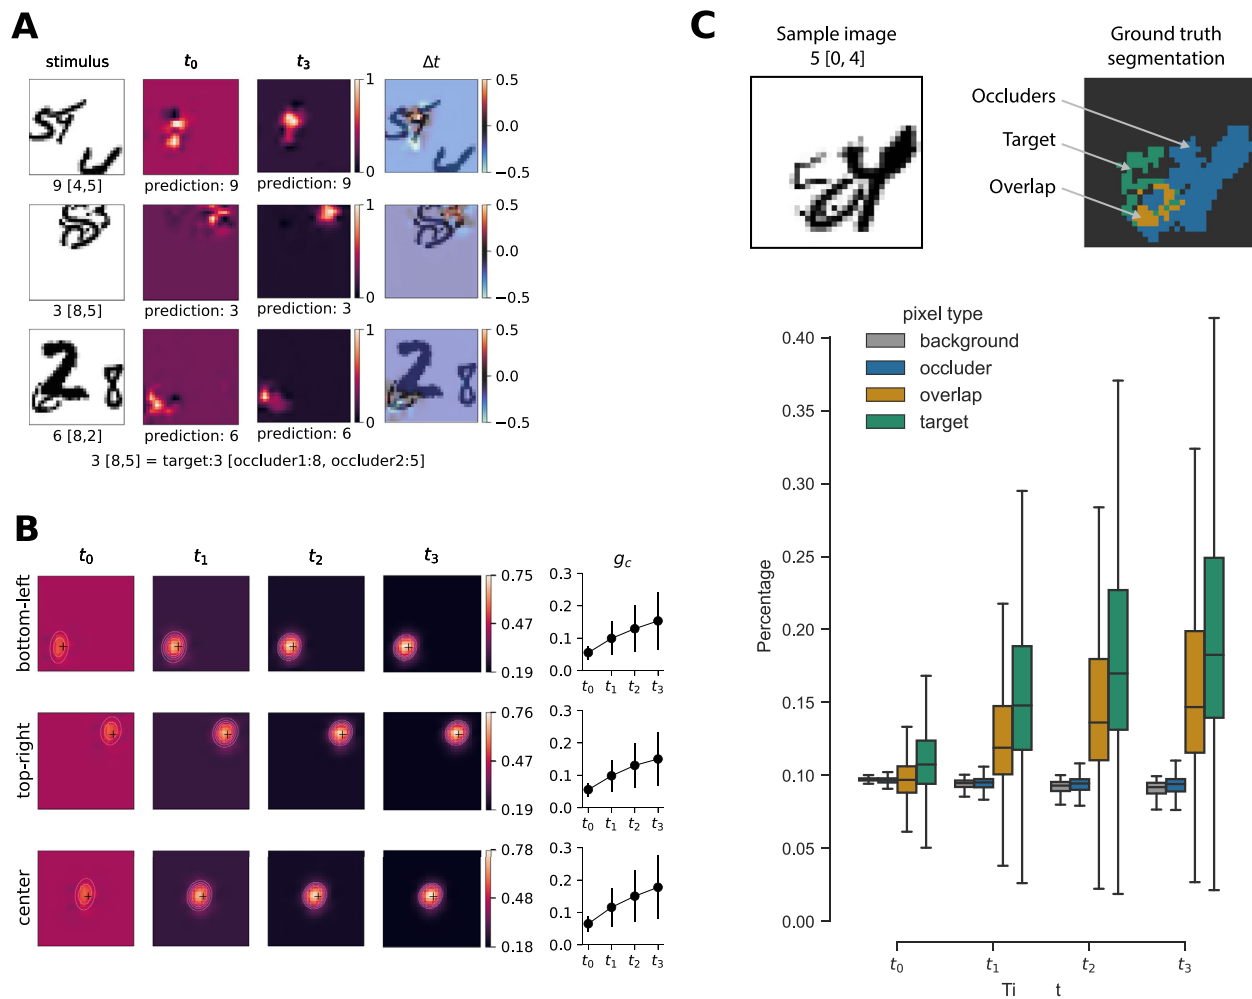 A
stimulus t0 t3 Δt
1 0.5
0.0
0 −0.5
9 [4,5] prediction: 9 prediction: 9
1 0.5
0.0
0 −0.5
3 [8,5] prediction: 3 prediction: 3
1 0.5
0.0
0 −0.5
6 [8,2] prediction: 6 prediction: 6
3 [8,5] = target:3 [occluder1:8, occluder2:5]
B
t0 t1 t2 t3 gc
bottom-left
0.75
0.47
0.19
0.3
0.2
0.1
0.0
t0 t1 t2 t3
top-right
0.76
0.47
0.19
0.3
0.2
0.1
0.0
t0 t1 t2 t3
center
0.78
0.48
0.18
0.3
0.2
0.1
0.0
t0 t1 t2 t3
C
Sample image
5 [0, 4]
Ground truth
segmentation
Occluders
Target
Overlap
pixel type
background
occluder
overlap
target
Percentage
0.40
0.35
0.30
0.25
0.20
0.15
0.10
0.05
0.00
t0 t1 t2 t3
Ti t